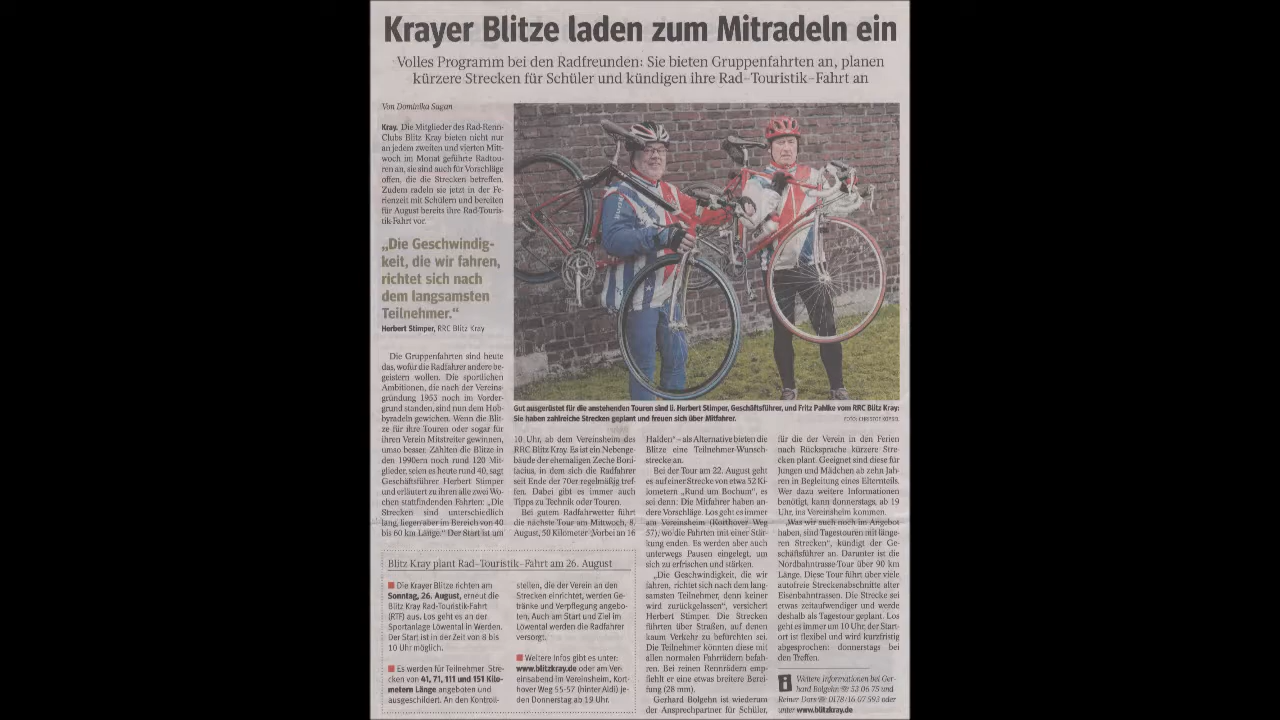 Krayer Blitze laden zum Mitradeln ein
Volles Programm bei den Radfreunden: Sie bieten Gruppenfahrten an, planen
kürzere Strecken für Schüler und kündigen ihre Rad-Touristik-Fahrt an
Von Dominika Sagan
Kray. Die Mitglieder des Rad-Renn-
Clubs Blitz Kray bieten nicht nur
an jedem zweiten und vierten Mitt-
woch im Monat geführte Radtou-
ren an, sie sind auch für Vorschläge
offen, die die Strecken betreffen.
Zudem radeln sie jetzt in der Fe-
rienzeit mit Schülern und bereiten
für August bereits ihre Rad-Touris-
tik-Fahrt vor.
„Die Geschwindig-
keit, die wir fahren,
richtet sich nach
dem langsamsten
Teilnehmer.“
Herbert Stimper, RRC Blitz Kray
Die Gruppenfahrten sind heute
das, wofür die Radfahrer andere be-
geistern wollen. Die sportlichen
Ambitionen, die nach der Vereins-
gründung 1953 noch im Vorder-
grund standen, sind nun dem Hob-
byradeln gewichen. Wenn die Blit-
ze für ihre Touren oder sogar für
ihren Verein Mitstreiter gewinnen,
umso besser. Zählten die Blitze in
den 1990ern noch rund 120 Mit-
glieder, seien es heute rund 40, sagt
Geschäftsführer Herbert Stimper
und erläutert zu ihren alle zwei Wo-
chen stattfindenden Fahrten: „Die
Strecken sind unterschiedlich
lang, liegen aber im Bereich von 40
bis 60 km Länge.“ Der Start ist um
Gut ausgerüstet für die anstehenden Touren sind li. Herbert Stimper, Geschäftsführer, und Fritz Pahlke vom RRC Blitz Kray:
Sie haben zahlreiche Strecken geplant und freuen sich über Mitfahrer.
10 Uhr, ab dem Vereinsheim des
RRC Blitz Kray. Es ist ein Nebenge-
bäude der ehemaligen Zeche Boni-
facius, in dem sich die Radfahrer
seit Ende der 70er regelmäßig tref-
fen. Dabei gibt es immer auch
Tipps zu Technik oder Touren.
Bei gutem Radfahrwetter führt
die nächste Tour am Mittwoch, 8.
August, 50 Kilometer „Vorbei an 16
Halden“ – als Alternative bieten die
Blitze eine Teilnehmer-Wunsch-
strecke an.
Bei der Tour am 22. August geht
es auf einer Strecke von etwa 52 Ki-
lometern „Rund um Bochum“, es
sei denn: Die Mitfahrer haben an-
dere Vorschläge. Los geht es immer
am Vereinsheim (Korthover Weg
57), wo die Fahrten mit einer Stär-
kung enden. Es werden aber auch
unterwegs Pausen eingelegt, um
sich zu erfrischen und stärken.
„Die Geschwindigkeit, die wir
fahren, richtet sich nach dem lang-
samsten Teilnehmer, denn keiner
wird zurückgelassen“, versichert
Herbert Stimper. Die Strecken
führten über Straßen, auf denen
kaum Verkehr zu befürchten sei.
Die Teilnehmer könnten diese mit
allen normalen Fahrrädern befah-
ren. Bei reinen Rennrädern emp-
fiehlt er eine etwas breitere Berei-
fung (28 mm).
Gerhard Bolgehn ist wiederum
der Ansprechpartner für Schüler,
für die der Verein in den Ferien
nach Rücksprache kürzere Stre-
cken plant. Geeignet sind diese für
Jungen und Mädchen ab zehn Jah-
ren in Begleitung eines Elternteils.
Wer dazu weitere Informationen
benötigt, kann donnerstags, ab 19
Uhr, ins Vereinsheim kommen.
„Was wir auch noch im Angebot
haben, sind Tagestouren mit länge-
ren Strecken“, kündigt der Ge-
schäftsführer an. Darunter ist die
Nordbahntrasse-Tour über 90 km
Länge. Diese Tour führt über viele
autofreie Streckenabschnitte alter
Eisenbahntrassen. Die Strecke sei
etwas zeitaufwendiger und werde
deshalb als Tagestour geplant. Los
geht es immer um 10 Uhr, der Start-
ort ist flexibel und wird kurzfristig
abgesprochen: donnerstags bei
den Treffen.
Weitere Informationen bei Ger-
hard Bolgehn ☎ 53 06 75 und
Reiner Dors ☎ 0178/16 07 593 oder
unter www.blitzkray.de
Blitz Kray plant Rad-Touristik-Fahrt am 26. August
Die Krayer Blitze richten am
Sonntag, 26. August, erneut die
Blitz Kray Rad-Touristik-Fahrt
(RTF) aus. Los geht es an der
Sportanlage Löwental in Werden.
Der Start ist in der Zeit von 8 bis
10 Uhr möglich.
Es werden für Teilnehmer Stre-
cken von 41, 71, 111 und 151 Kilo-
metern Länge angeboten und
ausgeschildert. An den Kontroll-
stellen, die der Verein an den
Strecken einrichtet, werden Ge-
tränke und Verpflegung angebo-
ten. Auch am Start und Ziel im
Löwental werden die Radfahrer
versorgt.
Weitere Infos gibt es unter:
www.blitzkray.de oder am Ver-
einsabend im Vereinsheim, Kort-
hover Weg 55-57 (hinter Aldi) je-
den Donnerstag ab 19 Uhr.